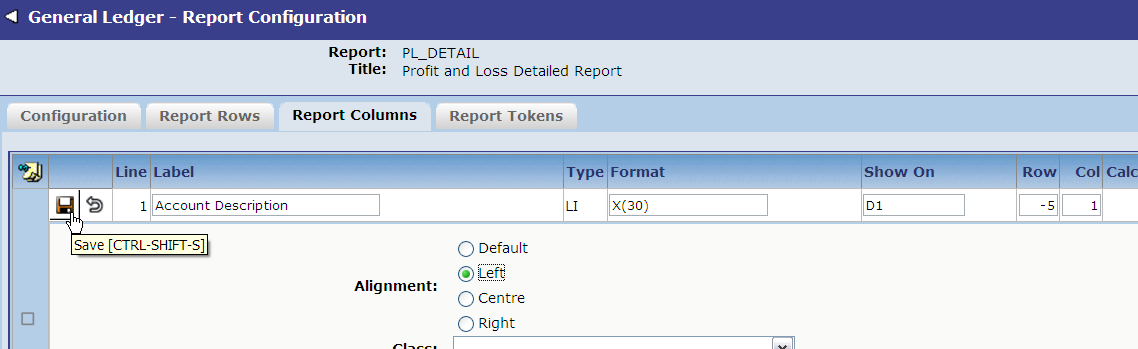 General Ledger - Report Configuration
Report: PL_DETAIL
Title: Profit and Loss Detailed Report
Configuration Report Rows Report Columns Report Tokens
Line Label Type Format Show On Row Col Calc
1 Account Description LI X(30) D1 -5 1
Save [CTRL-SHIFT-S]
Default
Alignment: Left
Centre
Right
Class: